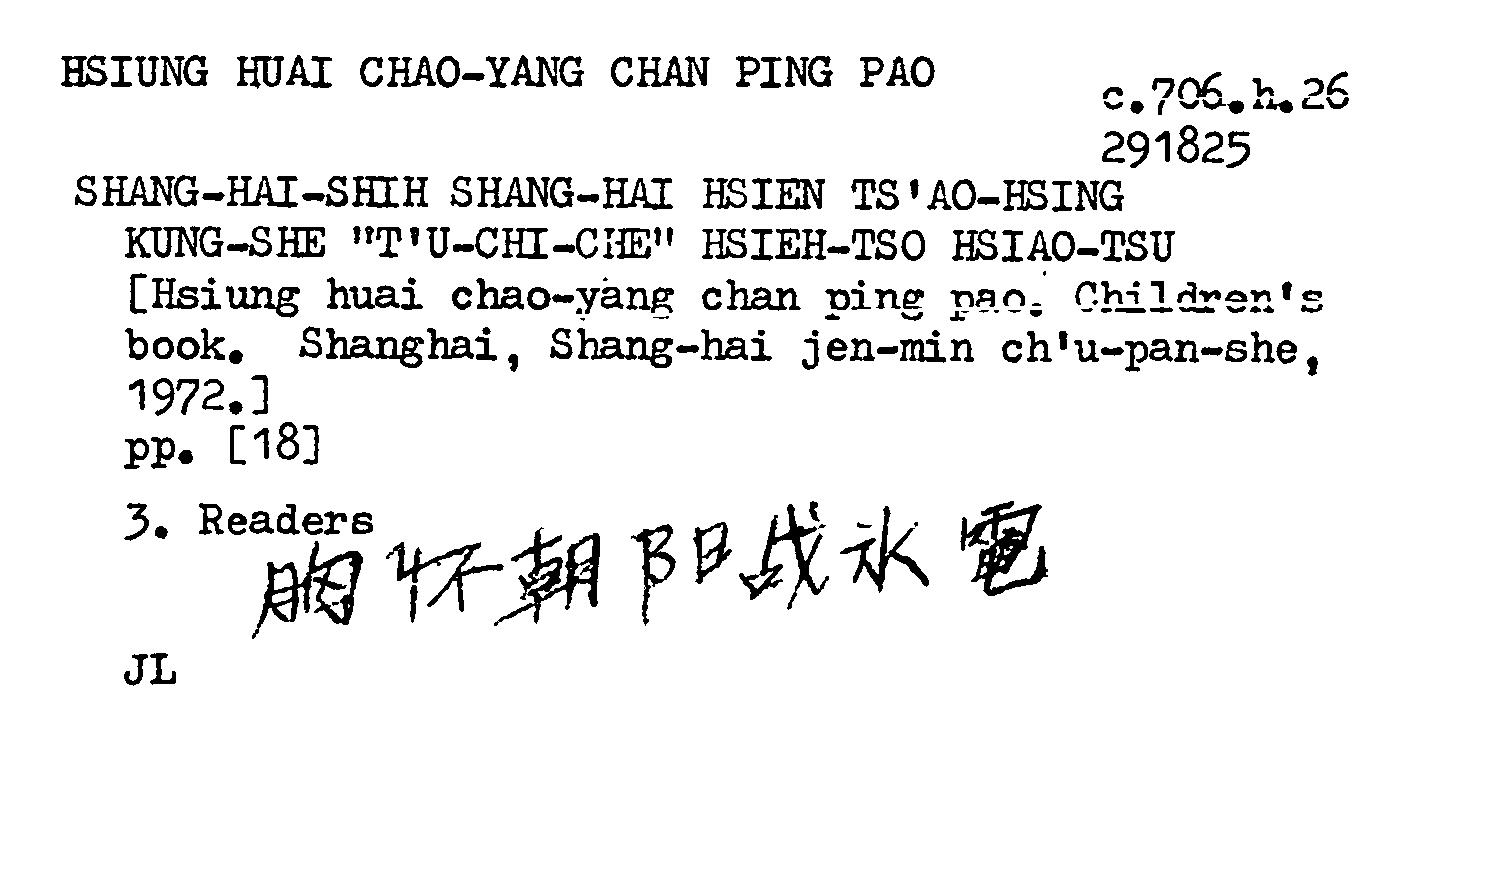 HSIUNG HUAI CHAO-YANG CHAN PING PAO
c.706.h.26
291825
SHANG-HAI-SHIH SHANG-HAI HSIEN TS'AO-HSING
KUNG-SHE "T'U-CHI-CHE" HSIEH-TSO HSIAO-TSU
[Hsiung huai chao-yang chan ping pao. Children's
book. Shanghai, Shang-hai jen-min ch'u-pan-she,
1972.]
pp. [18]
3. Readers
胸怀朝阳战冰雹
JL